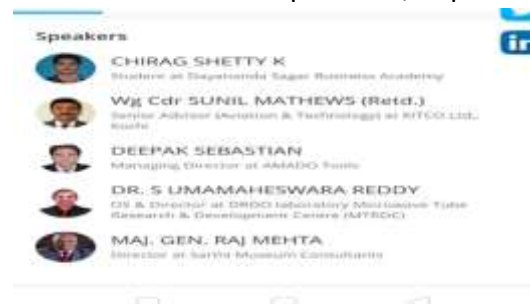 Speakers
CHIRAG SHETTY K
Student at Dayananda Sagar Business Academy
Wg Cdr SUNIL MATHEWS (Retd.)
Senior Advisor (Aviation & Technology) at KITCO Ltd.,
Kochi
DEEPAK SEBASTIAN
Managing Director at AMADO Tools
DR. S UMAMAHESWARA REDDY
OS & Director at DRDO laboratory Microwave Tube
Research & Development Centre (MTRDC)
MAJ. GEN. RAJ MEHTA
Director at Sarthi Museum Consultants
in